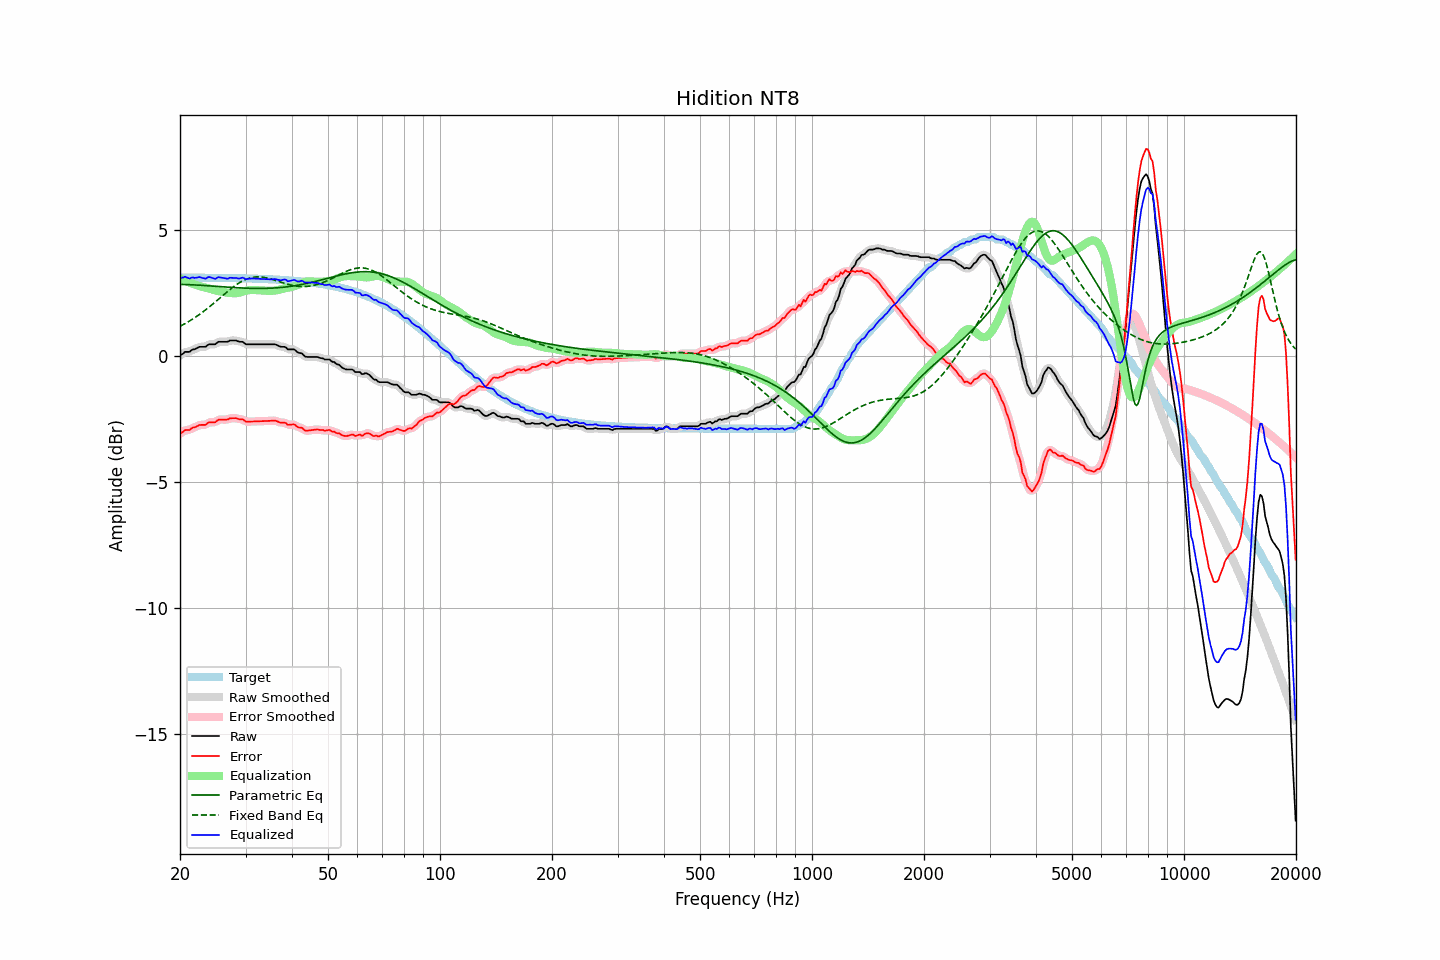 Hidition NT8
Amplitude (dBr)
5
0
−5
−10
−15
Target
Raw Smoothed
Error Smoothed
Raw
Error
Equalization
Parametric Eq
Fixed Band Eq
Equalized
20 50 100 200 500 1000 2000 5000 10000 20000
Frequency (Hz)